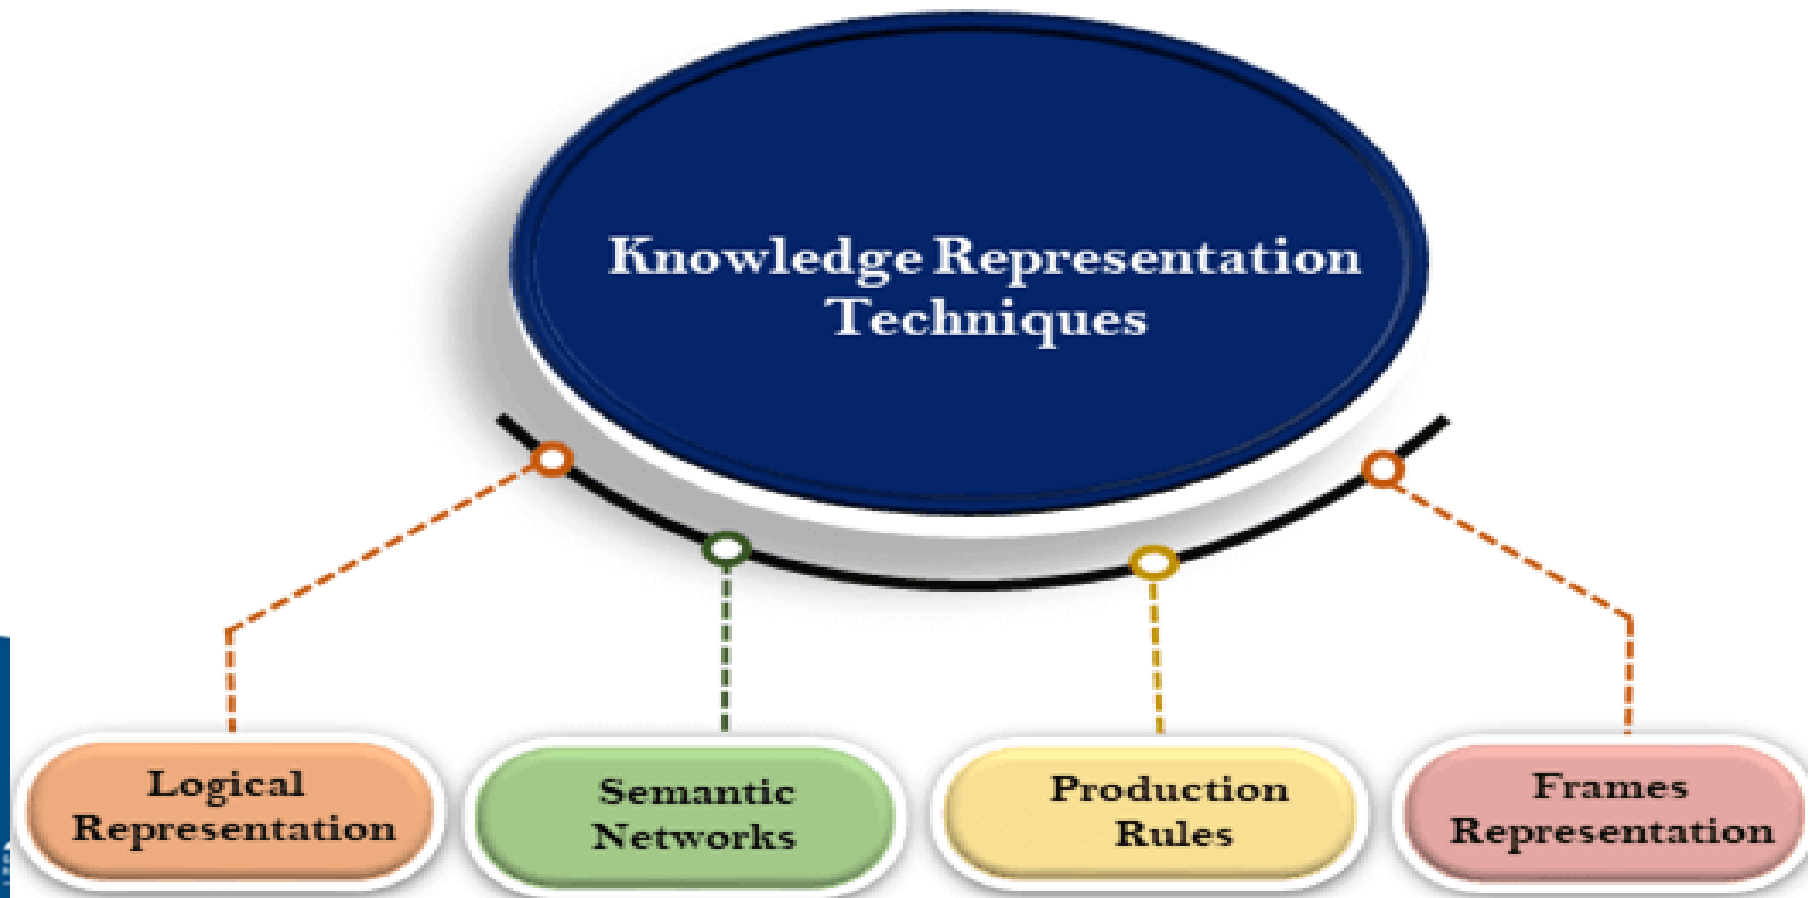 Knowledge Representation
Techniques
Logical
Representation
Semantic
Networks
Production
Rules
Frames
Representation